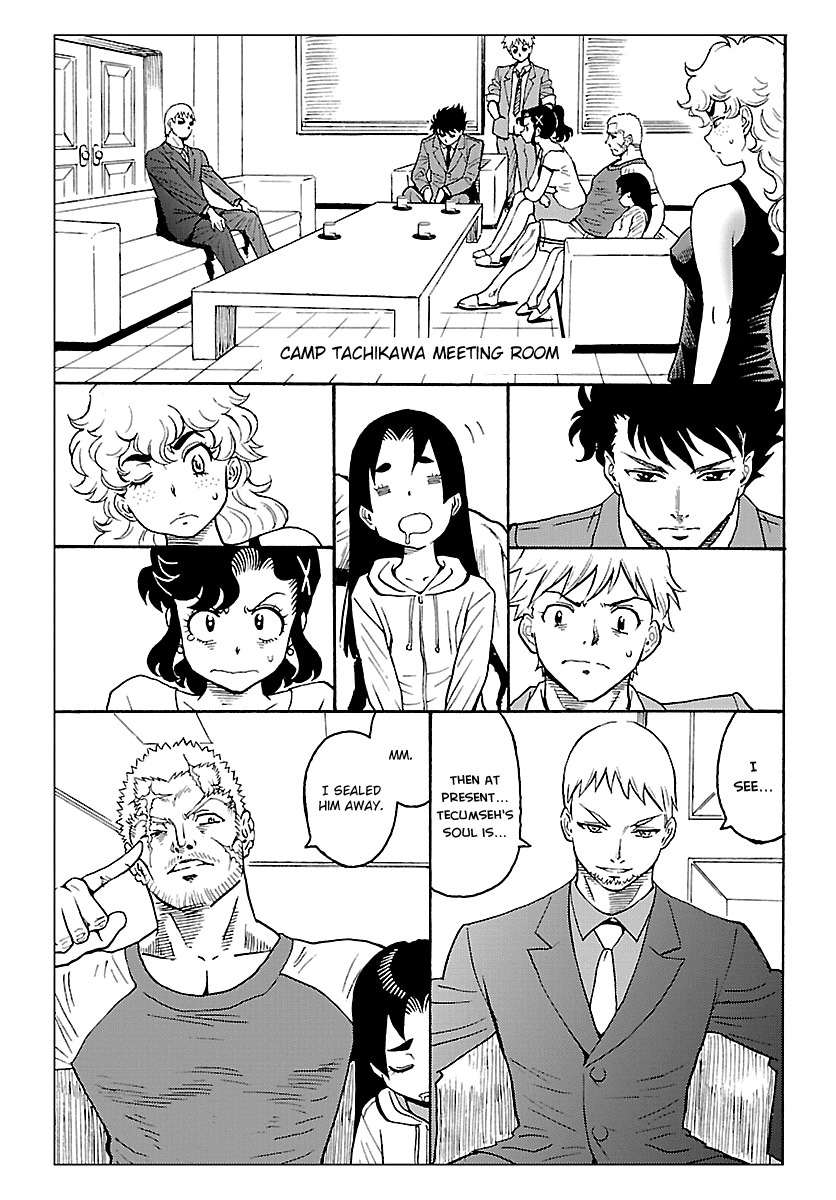 CAMP TACHIKAWA MEETING ROOM
I
SEE...
THEN AT
PRESENT...
TECUMSEH'S
SOUL IS...
MM.
I SEALED
HIM AWAY.